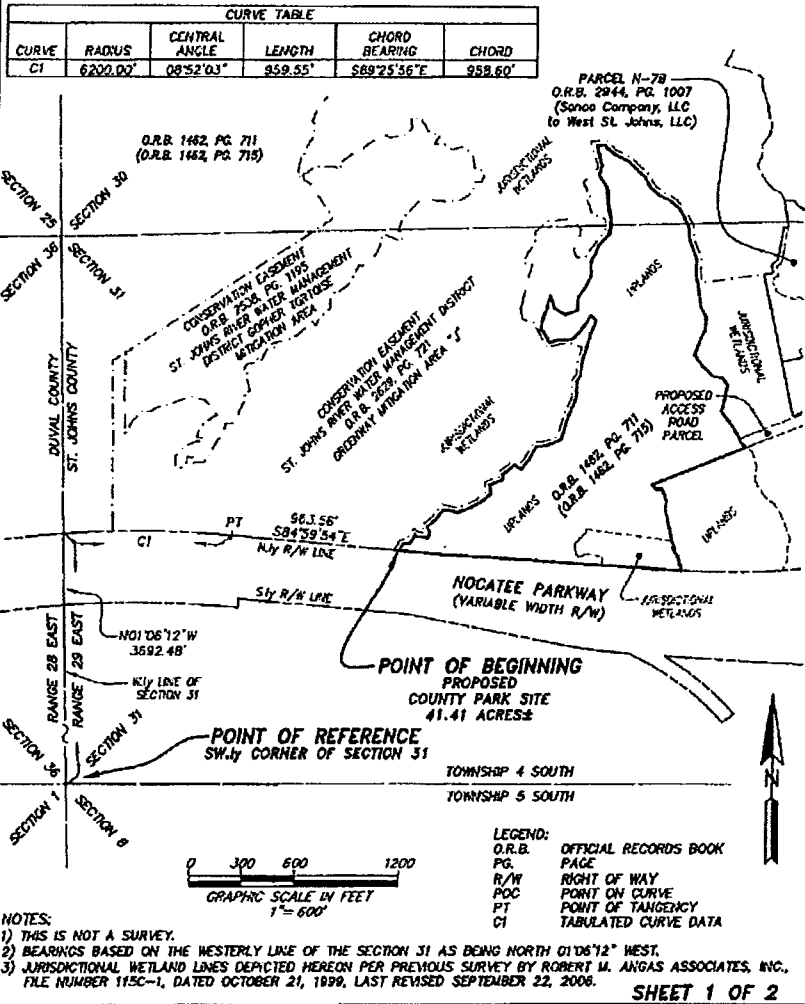 CURVE TABLE
CURVE RADIUS CENTRAL ANGLE LENGTH CHORD BEARING CHORD
C1 6200.00' 08°52'03" 959.55' S89°25'56"E 958.60'
PARCEL N-7B
O.R.B. 2944, PG. 1007
(Sonoc Company, LLC
to West St. Johns, LLC)
O.R.B. 1462, PG. 711
(O.R.B. 1462, PG. 715)
JURISDICTIONAL
WETLANDS
SECTION 25
SECTION 30
SECTION 36
SECTION 31
CONSERVATION EASEMENT
O.R.B. 2538, PG. 1195
ST. JOHNS RIVER WATER MANAGEMENT
DISTRICT GOPHER TORTOISE
MITIGATION AREA
UPLANDS
CONSERVATION EASEMENT
ST. JOHNS RIVER WATER MANAGEMENT DISTRICT
O.R.B. 2629, PG. 721
GREENWAY MITIGATION AREA "J"
JURISDICTIONAL
WETLANDS
DUVAL COUNTY
ST. JOHNS COUNTY
JURISDICTIONAL
WETLANDS
PROPOSED
ACCESS
ROAD
PARCEL
O.R.B. 1462, PG. 711
(O.R.B. 1462, PG. 715)
UPLANDS
UPLANDS
C1
PT
963.56'
S84°59'54"E
N.ly R/W LINE
S.ly R/W LINE
NOCATEE PARKWAY
(VARIABLE WIDTH R/W)
JURISDICTIONAL
WETLANDS
N01°06'12"W
3692.48'
RANGE 28 EAST
RANGE 29 EAST
W.ly LINE OF
SECTION 31
POINT OF BEGINNING
PROPOSED
COUNTY PARK SITE
41.41 ACRES±
POINT OF REFERENCE
SW.ly CORNER OF SECTION 31
SECTION 36
SECTION 31
SECTION 1
SECTION 6
TOWNSHIP 4 SOUTH
TOWNSHIP 5 SOUTH
N
0 300 600 1200
GRAPHIC SCALE IN FEET
1"= 600'
LEGEND:
O.R.B. OFFICIAL RECORDS BOOK
PG. PAGE
R/W RIGHT OF WAY
POC POINT ON CURVE
PT POINT OF TANGENCY
C1 TABULATED CURVE DATA
NOTES:
1) THIS IS NOT A SURVEY.
2) BEARINGS BASED ON THE WESTERLY LINE OF THE SECTION 31 AS BEING NORTH 01°06'12" WEST.
3) JURISDICTIONAL WETLAND LINES DEPICTED HEREON PER PREVIOUS SURVEY BY ROBERT M. ANGAS ASSOCIATES, INC.,
FILE NUMBER 115C-1, DATED OCTOBER 21, 1999, LAST REVISED SEPTEMBER 22, 2006.
SHEET 1 OF 2